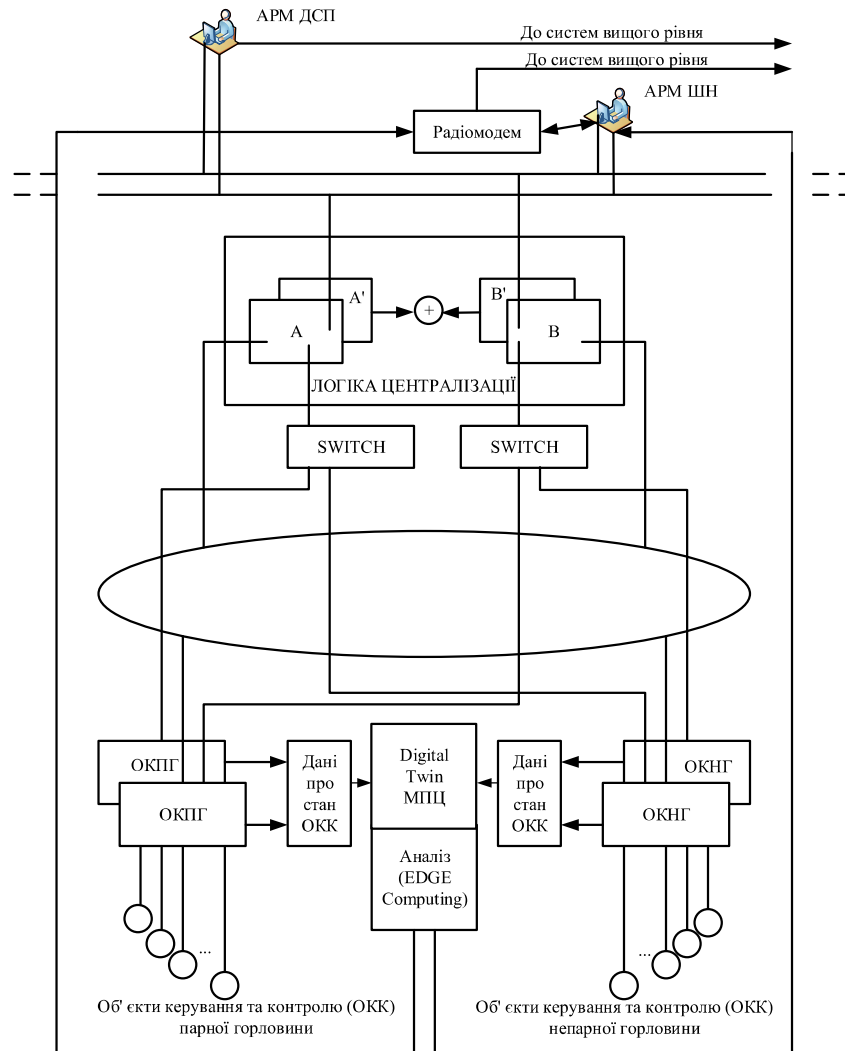 АРМ ДСП
До систем вищого рівня
До систем вищого рівня
АРМ ШН
Радіомодем
A'
B'
+
A
B
ЛОГІКА ЦЕНТРАЛІЗАЦІЇ
SWITCH
SWITCH
ОКПГ
ОКПГ
Дані
про
стан
ОКК
Digital
Twin
МПЦ
Дані
про
стан
ОКК
ОКНГ
ОКНГ
Аналіз
(EDGE
Computing)
...
...
Об' єкти керування та контролю (ОКК)
парної горловини
Об' єкти керування та контролю (ОКК)
непарної горловини